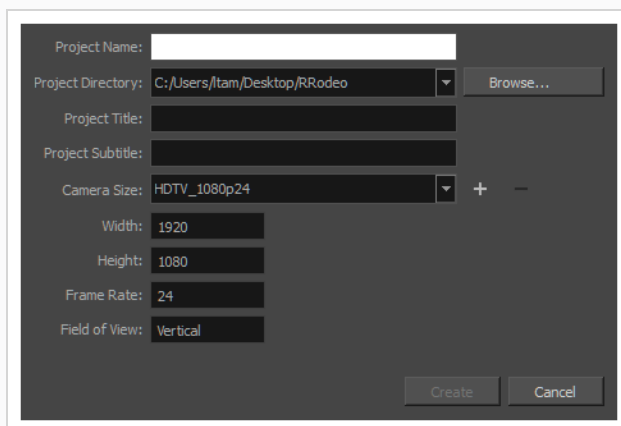 Project Name:
Project Directory: C:/Users/ltam/Desktop/RRodeo Browse...
Project Title:
Project Subtitle:
Camera Size: HDTV_1080p24
Width: 1920
Height: 1080
Frame Rate: 24
Field of View: Vertical
Create Cancel